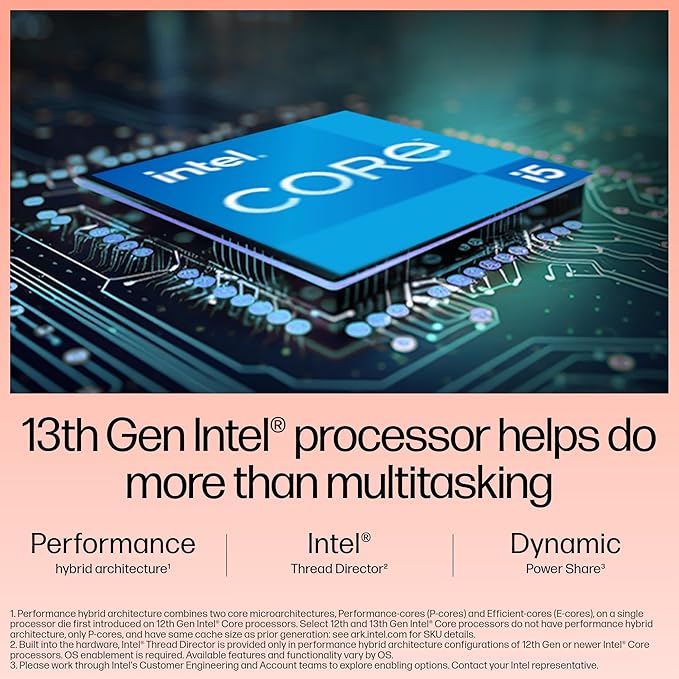 intel.
CORE
i5
13th Gen Intel® processor helps do
more than multitasking
Performance
hybrid architecture¹
Intel®
Thread Director²
Dynamic
Power Share³
1. Performance hybrid architecture combines two core microarchitectures, Performance-cores (P-cores) and Efficient-cores (E-cores), on a single
processor die first introduced on 12th Gen Intel® Core processors. Select 12th and 13th Gen Intel® Core processors do not have performance hybrid
architecture, only P-cores, and have same cache size as prior generation: see ark.intel.com for SKU details.
2. Built into the hardware, Intel® Thread Director is provided only in performance hybrid architecture configurations of 12th Gen or newer Intel® Core
processors. OS enablement is required. Available features and functionality vary by OS.
3. Please work through Intel's Customer Engineering and Account teams to explore enabling options. Contact your Intel representative.